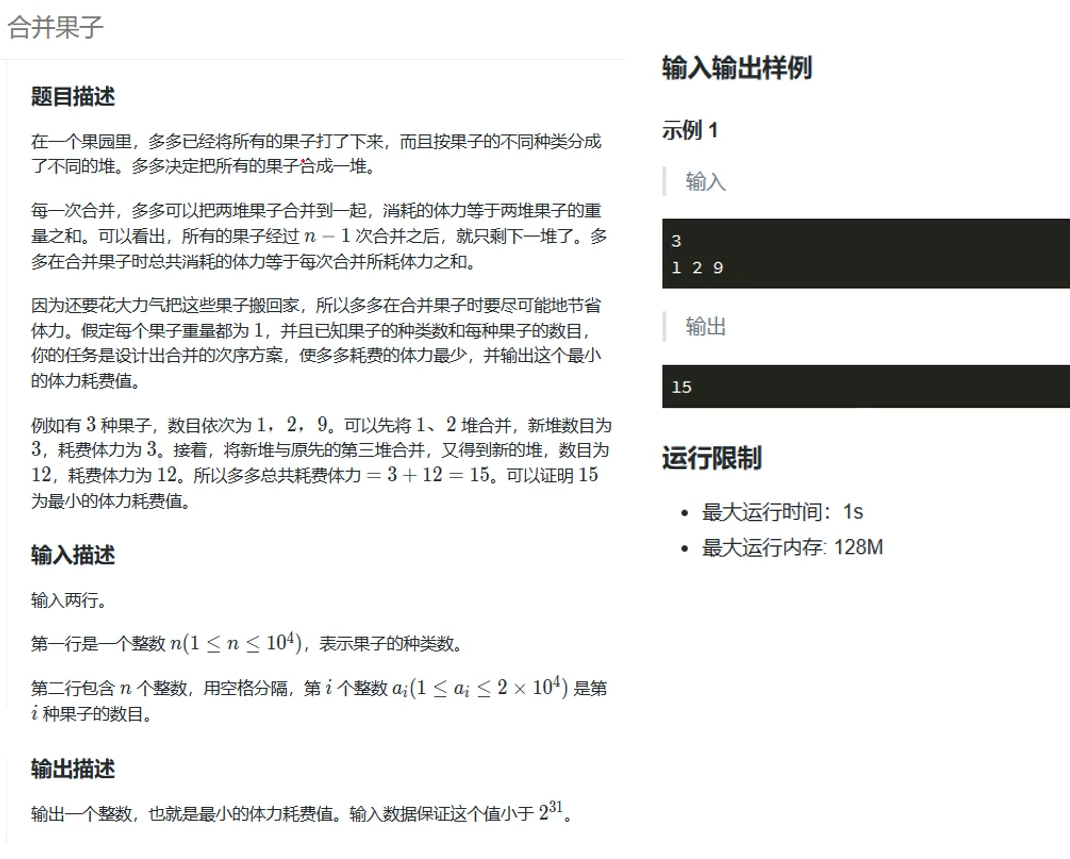 合并果子
题目描述
在一个果园里，多多已经将所有的果子打了下来，而且按果子的不同种类分成
了不同的堆。多多决定把所有的果子合成一堆。
每一次合并，多多可以把两堆果子合并到一起，消耗的体力等于两堆果子的重
量之和。可以看出，所有的果子经过 n − 1 次合并之后，就只剩下一堆了。多
多在合并果子时总共消耗的体力等于每次合并所耗体力之和。
因为还要花大力气把这些果子搬回家，所以多多在合并果子时要尽可能地节省
体力。假定每个果子重量都为 1，并且已知果子的种类数和每种果子的数目，
你的任务是设计出合并的次序方案，使多多耗费的体力最少，并输出这个最小
的体力耗费值。
例如有 3 种果子，数目依次为 1，2，9。可以先将 1、2 堆合并，新堆数目为
3，耗费体力为 3。接着，将新堆与原先的第三堆合并，又得到新的堆，数目为
12，耗费体力为 12。所以多多总共耗费体力 = 3 + 12 = 15。可以证明 15
为最小的体力耗费值。
输入描述
输入两行。
第一行是一个整数 n(1 ≤ n ≤ 10⁴)，表示果子的种类数。
第二行包含 n 个整数，用空格分隔，第 i 个整数 aᵢ(1 ≤ aᵢ ≤ 2 × 10⁴) 是第
i 种果子的数目。
输出描述
输出一个整数，也就是最小的体力耗费值。输入数据保证这个值小于 2³¹。
输入输出样例
示例 1
输入
3
1 2 9
输出
15
运行限制
• 最大运行时间：1s
• 最大运行内存: 128M